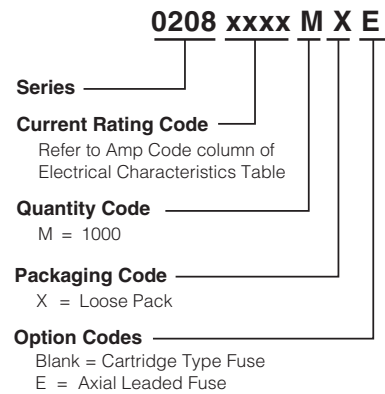 0208 xxxx M X E
Series
Current Rating Code
Refer to Amp Code column of
Electrical Characteristics Table
Quantity Code
M = 1000
Packaging Code
X = Loose Pack
Option Codes
Blank = Cartridge Type Fuse
E = Axial Leaded Fuse